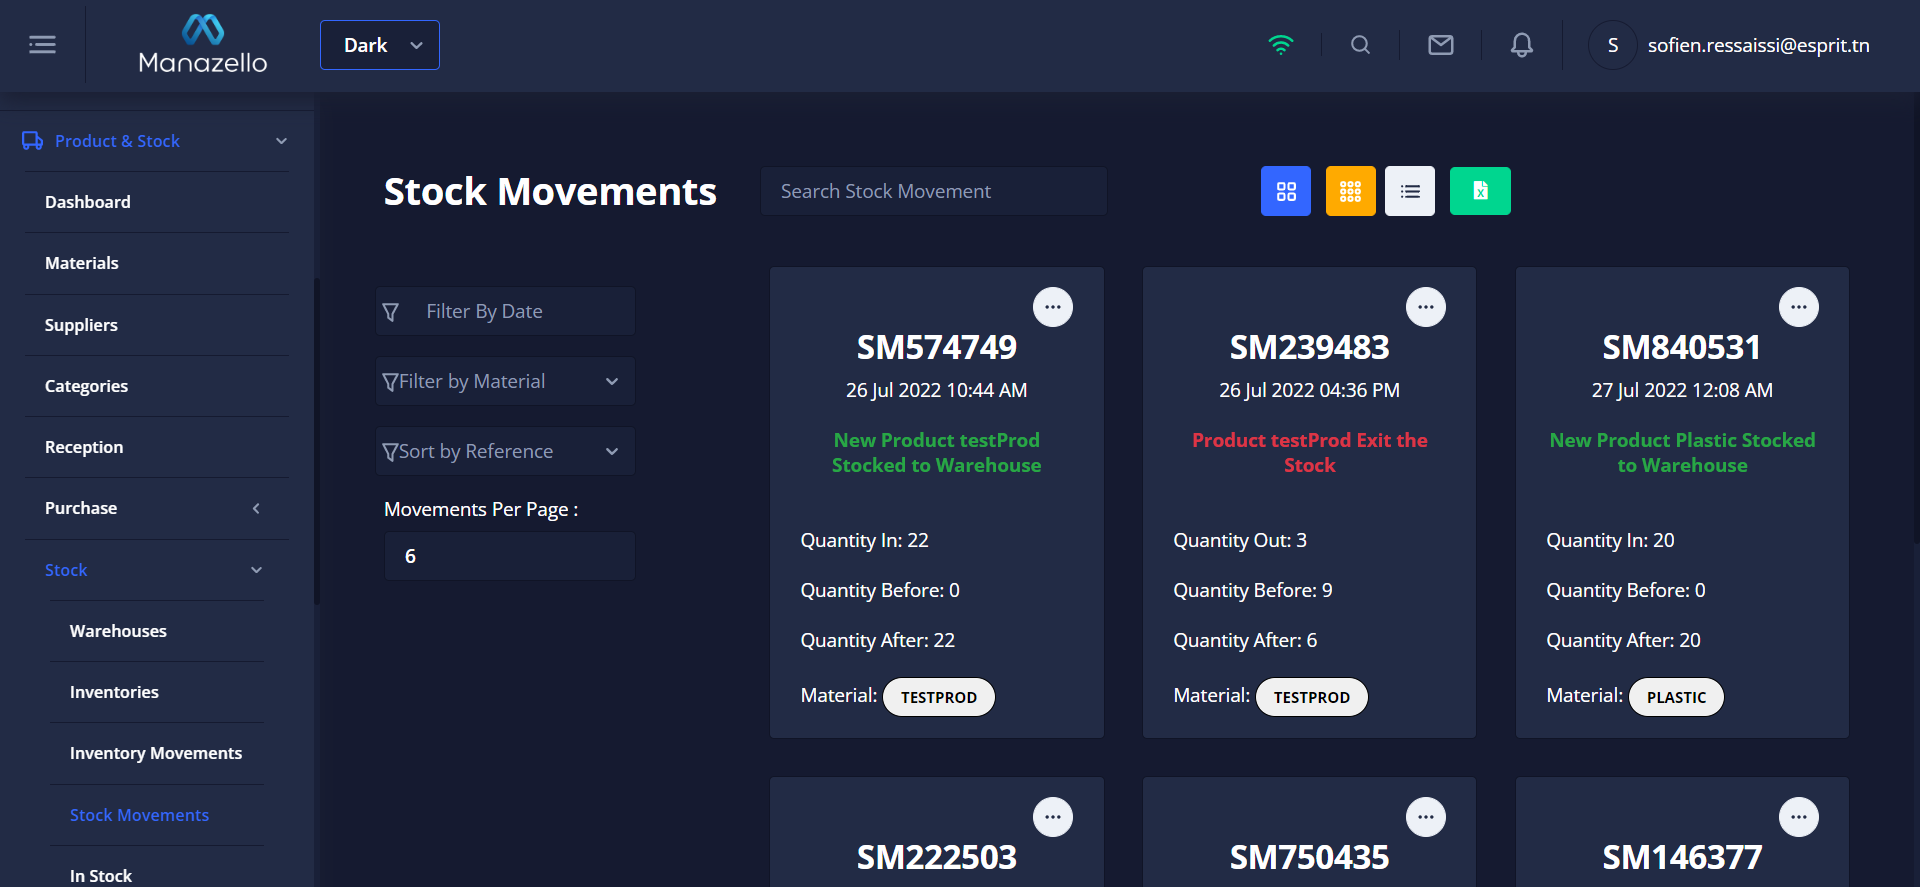 Manazello
Dark
S
sofien.ressaissi@esprit.tn
Product & Stock
Dashboard
Materials
Suppliers
Categories
Reception
Purchase
Stock
Warehouses
Inventories
Inventory Movements
Stock Movements
In Stock
Stock Movements
Search Stock Movement
X
Filter By Date
Filter by Material
Sort by Reference
Movements Per Page :
6
SM574749
26 Jul 2022 10:44 AM
New Product testProd
Stocked to Warehouse
Quantity In: 22
Quantity Before: 0
Quantity After: 22
Material: TESTPROD
SM239483
26 Jul 2022 04:36 PM
Product testProd Exit the
Stock
Quantity Out: 3
Quantity Before: 9
Quantity After: 6
Material: TESTPROD
SM840531
27 Jul 2022 12:08 AM
New Product Plastic Stocked
to Warehouse
Quantity In: 20
Quantity Before: 0
Quantity After: 20
Material: PLASTIC
SM222503
SM750435
SM146377